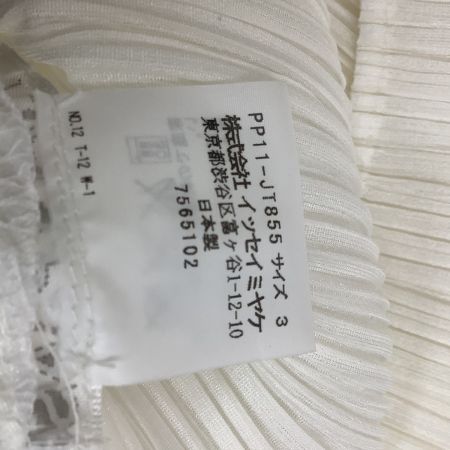 PP11-JT855 サイズ 3
株式会社 イッセイミヤケ
東京都渋谷区富ヶ谷1-12-10
日本製
7565102
NO.12 T-12 M-1